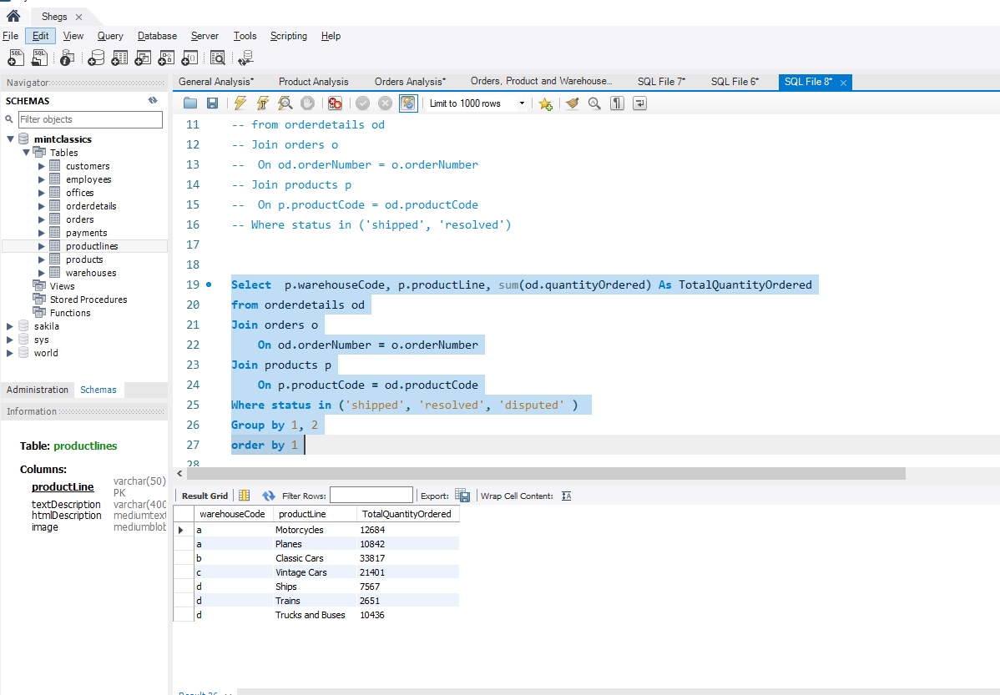 Shegs
File Edit View Query Database Server Tools Scripting Help
Navigator
SCHEMAS
Filter objects
mintclassics
Tables
customers
employees
offices
orderdetails
orders
payments
productlines
products
warehouses
Views
Stored Procedures
Functions
sakila
sys
world
Administration Schemas
Information
Table: productlines
Columns:
productLine varchar(50) PK
textDescription varchar(400
htmlDescription mediumtext
image mediumblob
General Analysis* Product Analysis Orders Analysis* Orders, Product and Warehouse... SQL File 7* SQL File 6* SQL File 8*
Limit to 1000 rows
11 -- from orderdetails od
12 -- Join orders o
13 -- On od.orderNumber = o.orderNumber
14 -- Join products p
15 -- On p.productCode = od.productCode
16 -- Where status in ('shipped', 'resolved')
17
18
19 Select p.warehouseCode, p.productLine, sum(od.quantityOrdered) As TotalQuantityOrdered
20 from orderdetails od
21 Join orders o
22 On od.orderNumber = o.orderNumber
23 Join products p
24 On p.productCode = od.productCode
25 Where status in ('shipped', 'resolved', 'disputed' )
26 Group by 1, 2
27 order by 1
28
Result Grid Filter Rows: Export: Wrap Cell Content:
warehouseCode productLine TotalQuantityOrdered
a Motorcycles 12684
a Planes 10842
b Classic Cars 33817
c Vintage Cars 21401
d Ships 7567
d Trains 2651
d Trucks and Buses 10436